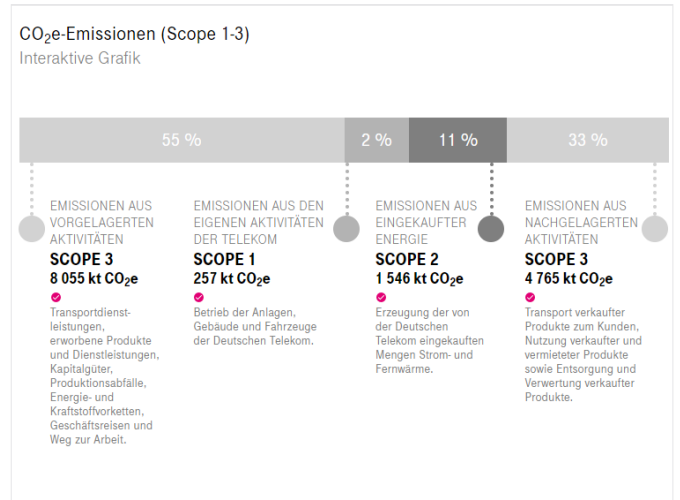 CO₂e-Emissionen (Scope 1-3)
Interaktive Grafik
55 %
2 %
11 %
33 %
EMISSIONEN AUS
VORGELAGERTEN
AKTIVITÄTEN
SCOPE 3
8 055 kt CO₂e
Transportdienst-
leistungen,
erworbene Produkte
und Dienstleistungen,
Kapitalgüter,
Produktionsabfälle,
Energie- und
Kraftstoffvorketten,
Geschäftsreisen und
Weg zur Arbeit.
EMISSIONEN AUS DEN
EIGENEN AKTIVITÄTEN
DER TELEKOM
SCOPE 1
257 kt CO₂e
Betrieb der Anlagen,
Gebäude und Fahrzeuge
der Deutschen Telekom.
EMISSIONEN AUS
EINGEKAUFTER
ENERGIE
SCOPE 2
1 546 kt CO₂e
Erzeugung der von
der Deutschen
Telekom eingekauften
Mengen Strom- und
Fernwärme.
EMISSIONEN AUS
NACHGELAGERTEN
AKTIVITÄTEN
SCOPE 3
4 765 kt CO₂e
Transport verkaufter
Produkte zum Kunden,
Nutzung verkaufter und
vermieteter Produkte
sowie Entsorgung und
Verwertung verkaufter
Produkte.